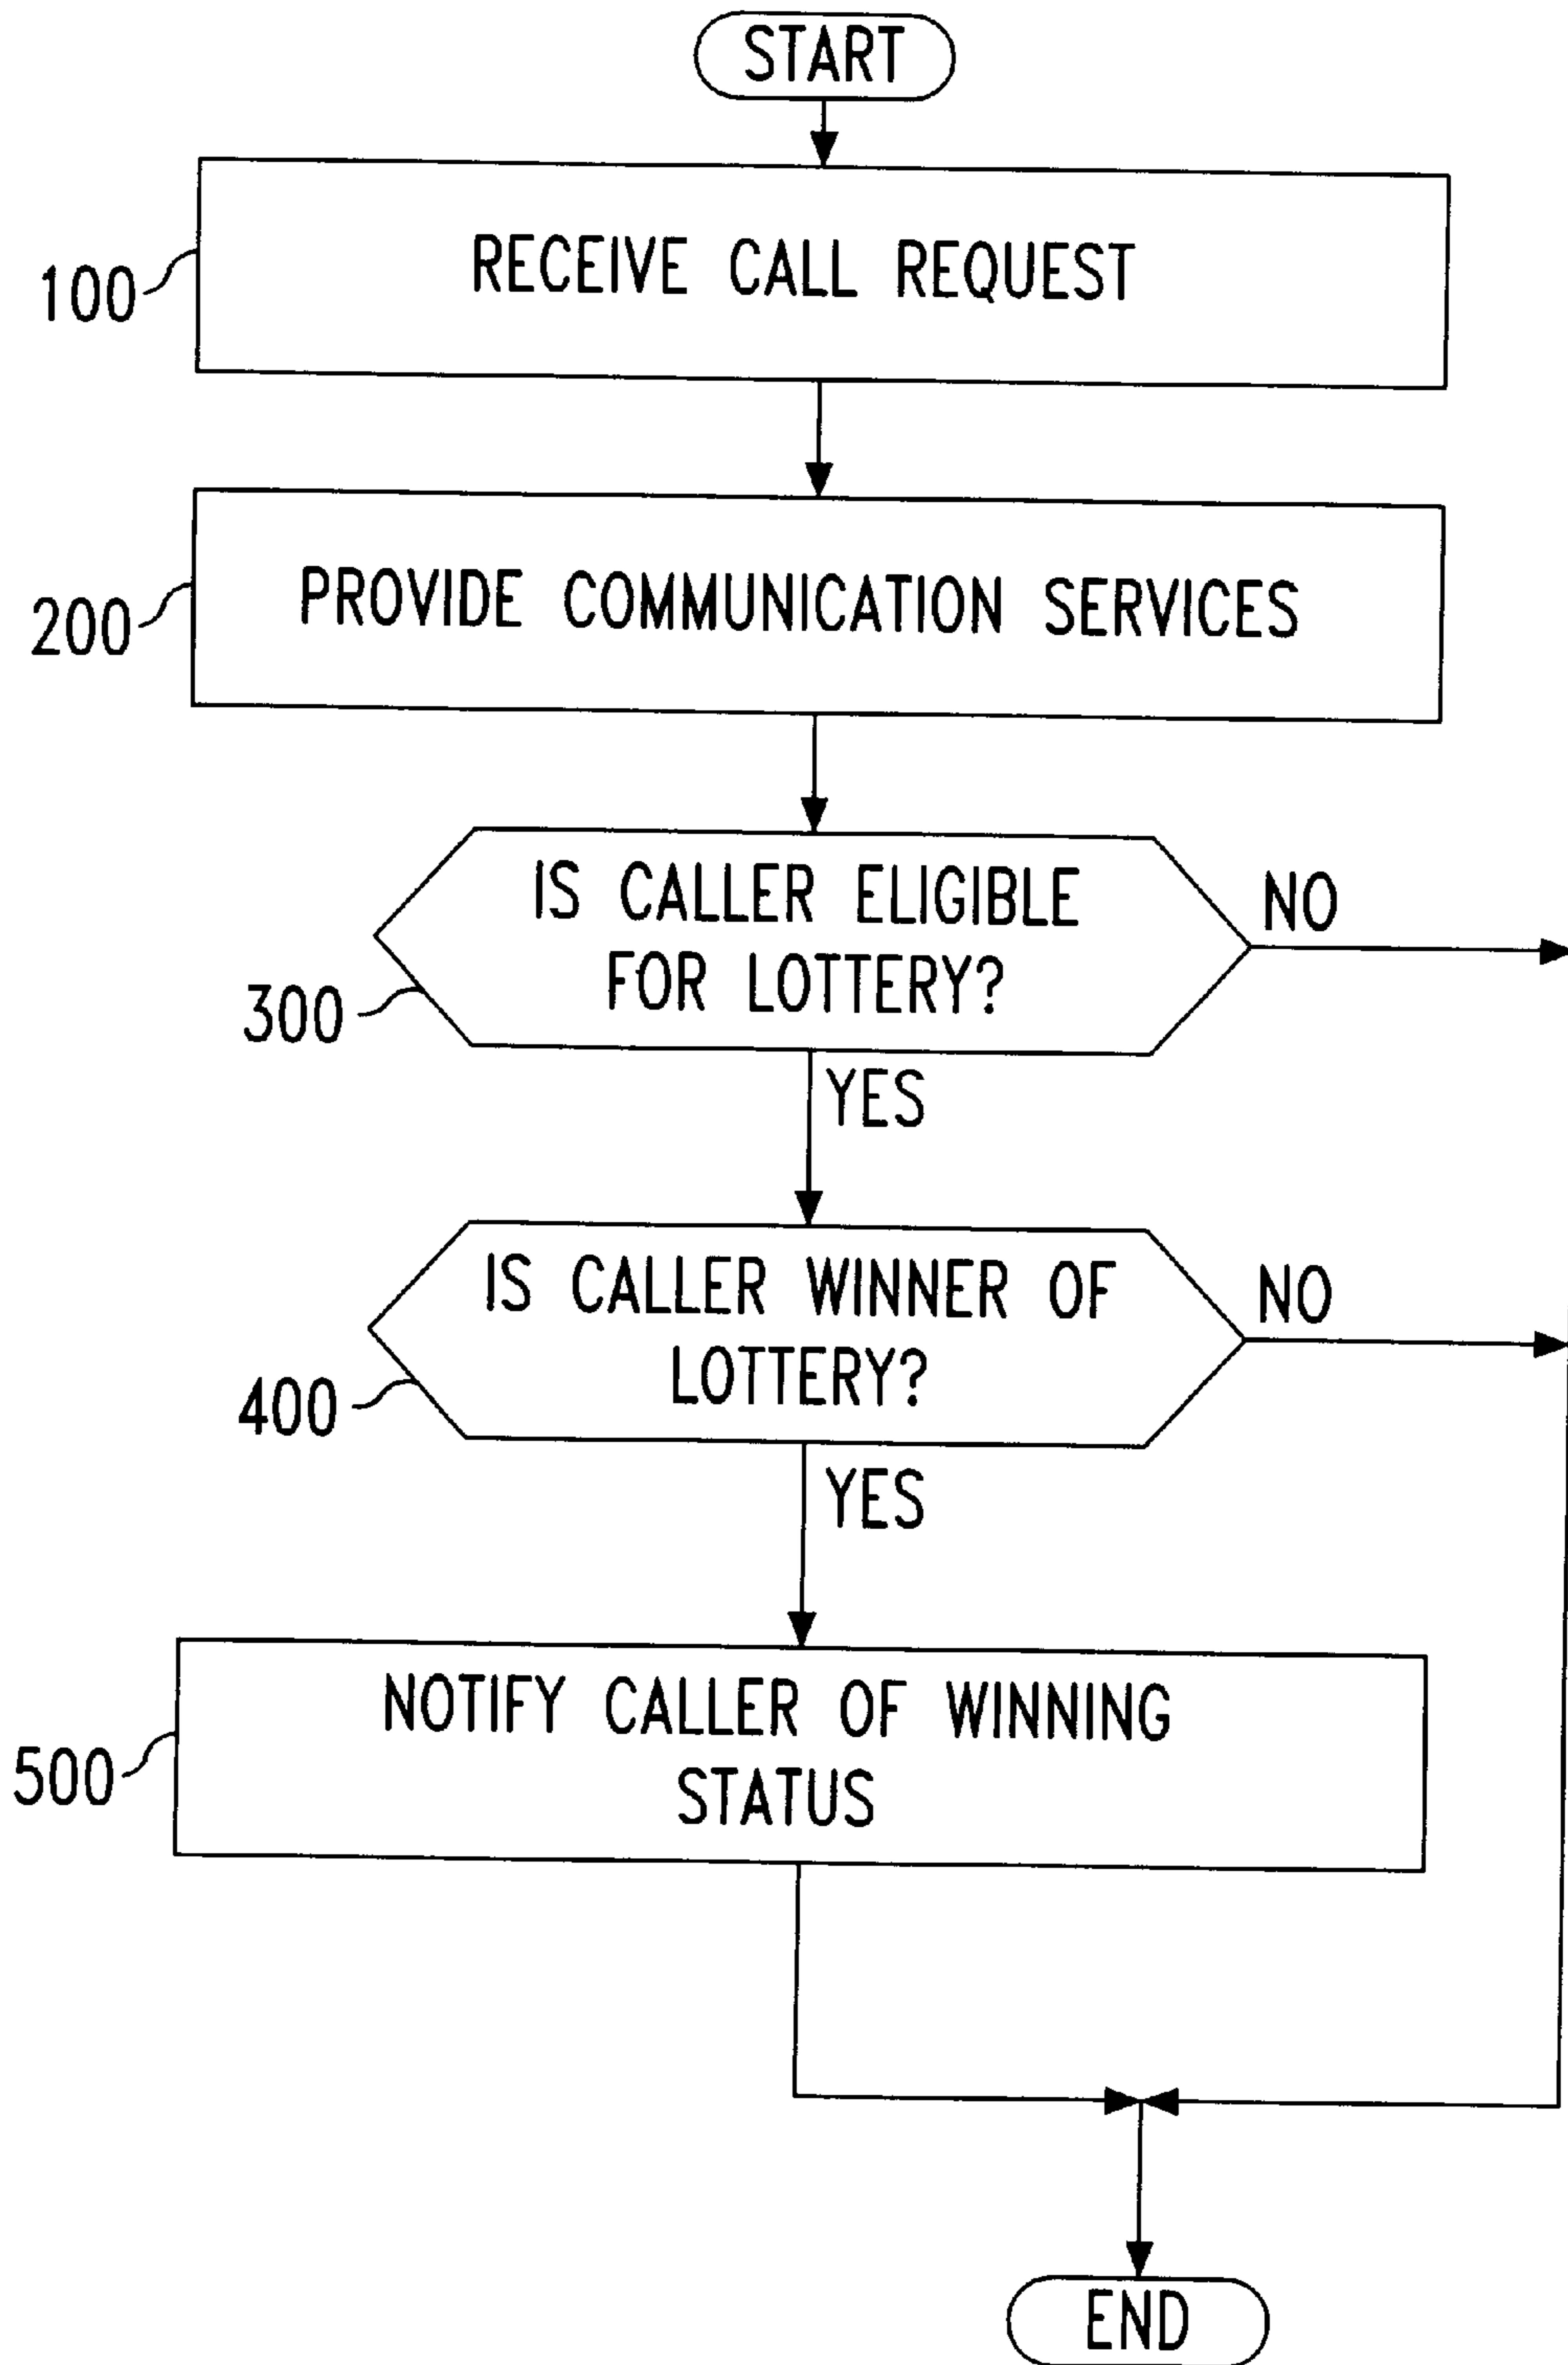 START
RECEIVE CALL REQUEST
100
PROVIDE COMMUNICATION SERVICES
200
IS CALLER ELIGIBLE
FOR LOTTERY?
NO
300
YES
IS CALLER WINNER OF
LOTTERY?
NO
400
YES
NOTIFY CALLER OF WINNING
STATUS
500
END